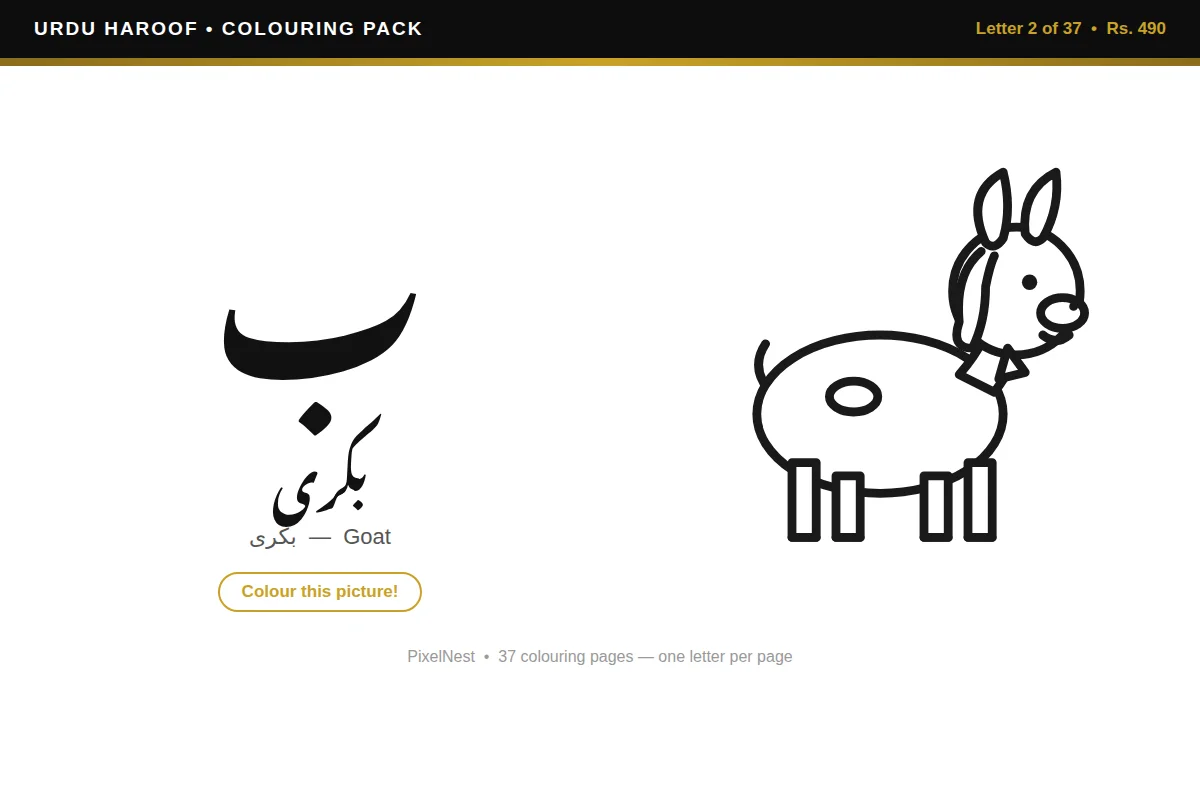 URDU HAROOF • COLOURING PACK
Letter 2 of 37 • Rs. 490
ب
بکری
بکری — Goat
Colour this picture!
PixelNest • 37 colouring pages — one letter per page